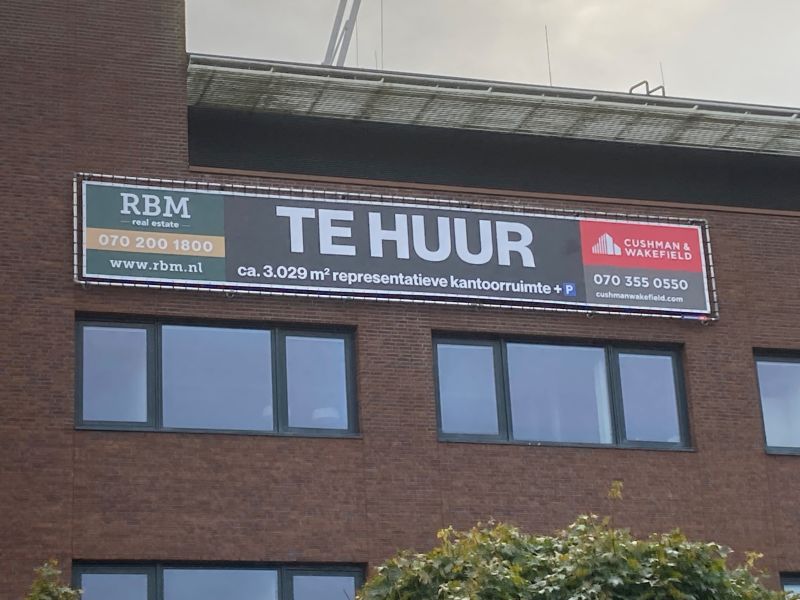 RBM
real estate
070 200 1800
www.rbm.nl
TE HUUR
ca. 3.029 m² representatieve kantoorruimte + P
CUSHMAN &
WAKEFIELD
070 355 0550
cushmanwakefield.com